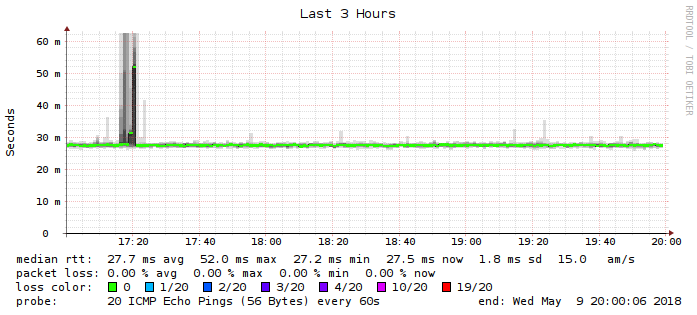 Last 3 Hours
RRDTOOL / TOBI OETIKER
Seconds
60 m
50 m
40 m
30 m
20 m
10 m
0
17:20 17:40 18:00 18:20 18:40 19:00 19:20 19:40 20:00
median rtt: 27.7 ms avg 52.0 ms max 27.2 ms min 27.5 ms now 1.8 ms sd 15.0 am/s
packet loss: 0.00 % avg 0.00 % max 0.00 % min 0.00 % now
loss color: 0 1/20 2/20 3/20 4/20 10/20 19/20
probe: 20 ICMP Echo Pings (56 Bytes) every 60s end: Wed May 9 20:00:06 2018